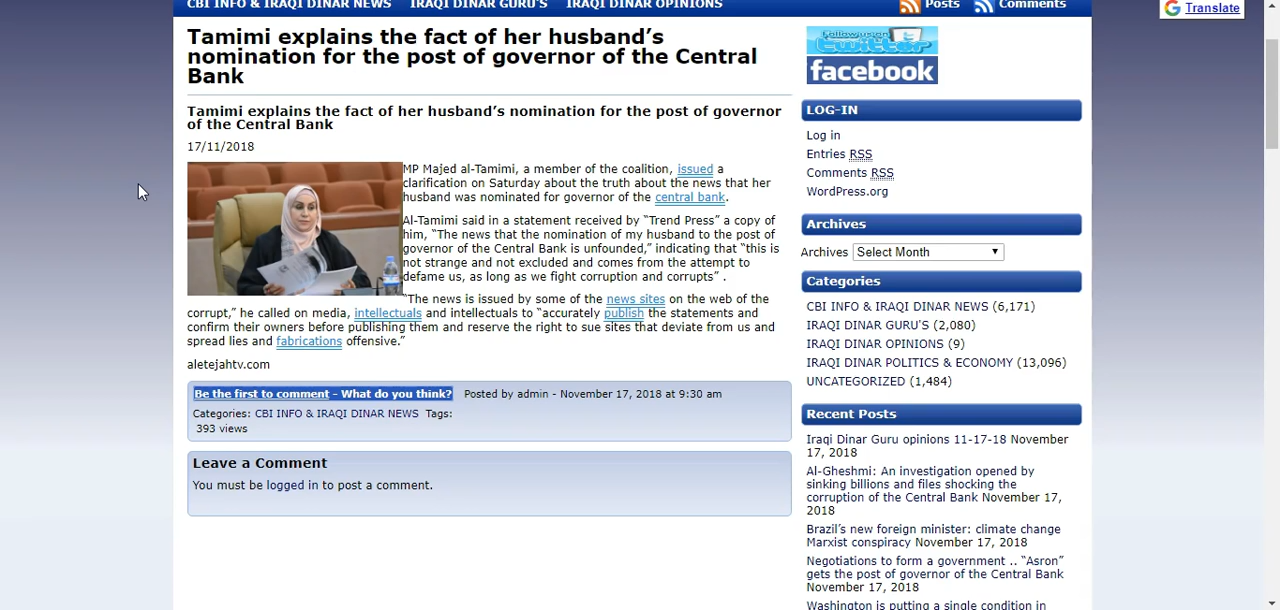 CBI INFO & IRAQI DINAR NEWS IRAQI DINAR GURU'S IRAQI DINAR OPINIONS Posts Comments
Translate
Tamimi explains the fact of her husband’s
nomination for the post of governor of the Central
Bank
Tamimi explains the fact of her husband’s nomination for the post of governor
of the Central Bank
17/11/2018
MP Majed al-Tamimi, a member of the coalition, issued a
clarification on Saturday about the truth about the news that her
husband was nominated for governor of the central bank.
Al-Tamimi said in a statement received by “Trend Press” a copy of
him, “The news that the nomination of my husband to the post of
governor of the Central Bank is unfounded,” indicating that “this is
not strange and not excluded and comes from the attempt to
defame us, as long as we fight corruption and corrupts” .
“The news is issued by some of the news sites on the web of the
corrupt,” he called on media, intellectuals and intellectuals to “accurately publish the statements and
confirm their owners before publishing them and reserve the right to sue sites that deviate from us and
spread lies and fabrications offensive.”
aletejahtv.com
Be the first to comment - What do you think? Posted by admin - November 17, 2018 at 9:30 am
Categories: CBI INFO & IRAQI DINAR NEWS Tags:
393 views
Leave a Comment
You must be logged in to post a comment.
Follow us on
twitter
facebook
LOG-IN
Log in
Entries RSS
Comments RSS
WordPress.org
Archives
Archives Select Month
Categories
CBI INFO & IRAQI DINAR NEWS (6,171)
IRAQI DINAR GURU'S (2,080)
IRAQI DINAR OPINIONS (9)
IRAQI DINAR POLITICS & ECONOMY (13,096)
UNCATEGORIZED (1,484)
Recent Posts
Iraqi Dinar Guru opinions 11-17-18 November
17, 2018
Al-Gheshmi: An investigation opened by
sinking billions and files shocking the
corruption of the Central Bank November 17,
2018
Brazil’s new foreign minister: climate change
Marxist conspiracy November 17, 2018
Negotiations to form a government .. “Asron”
gets the post of governor of the Central Bank
November 17, 2018
Washington is putting a single condition in